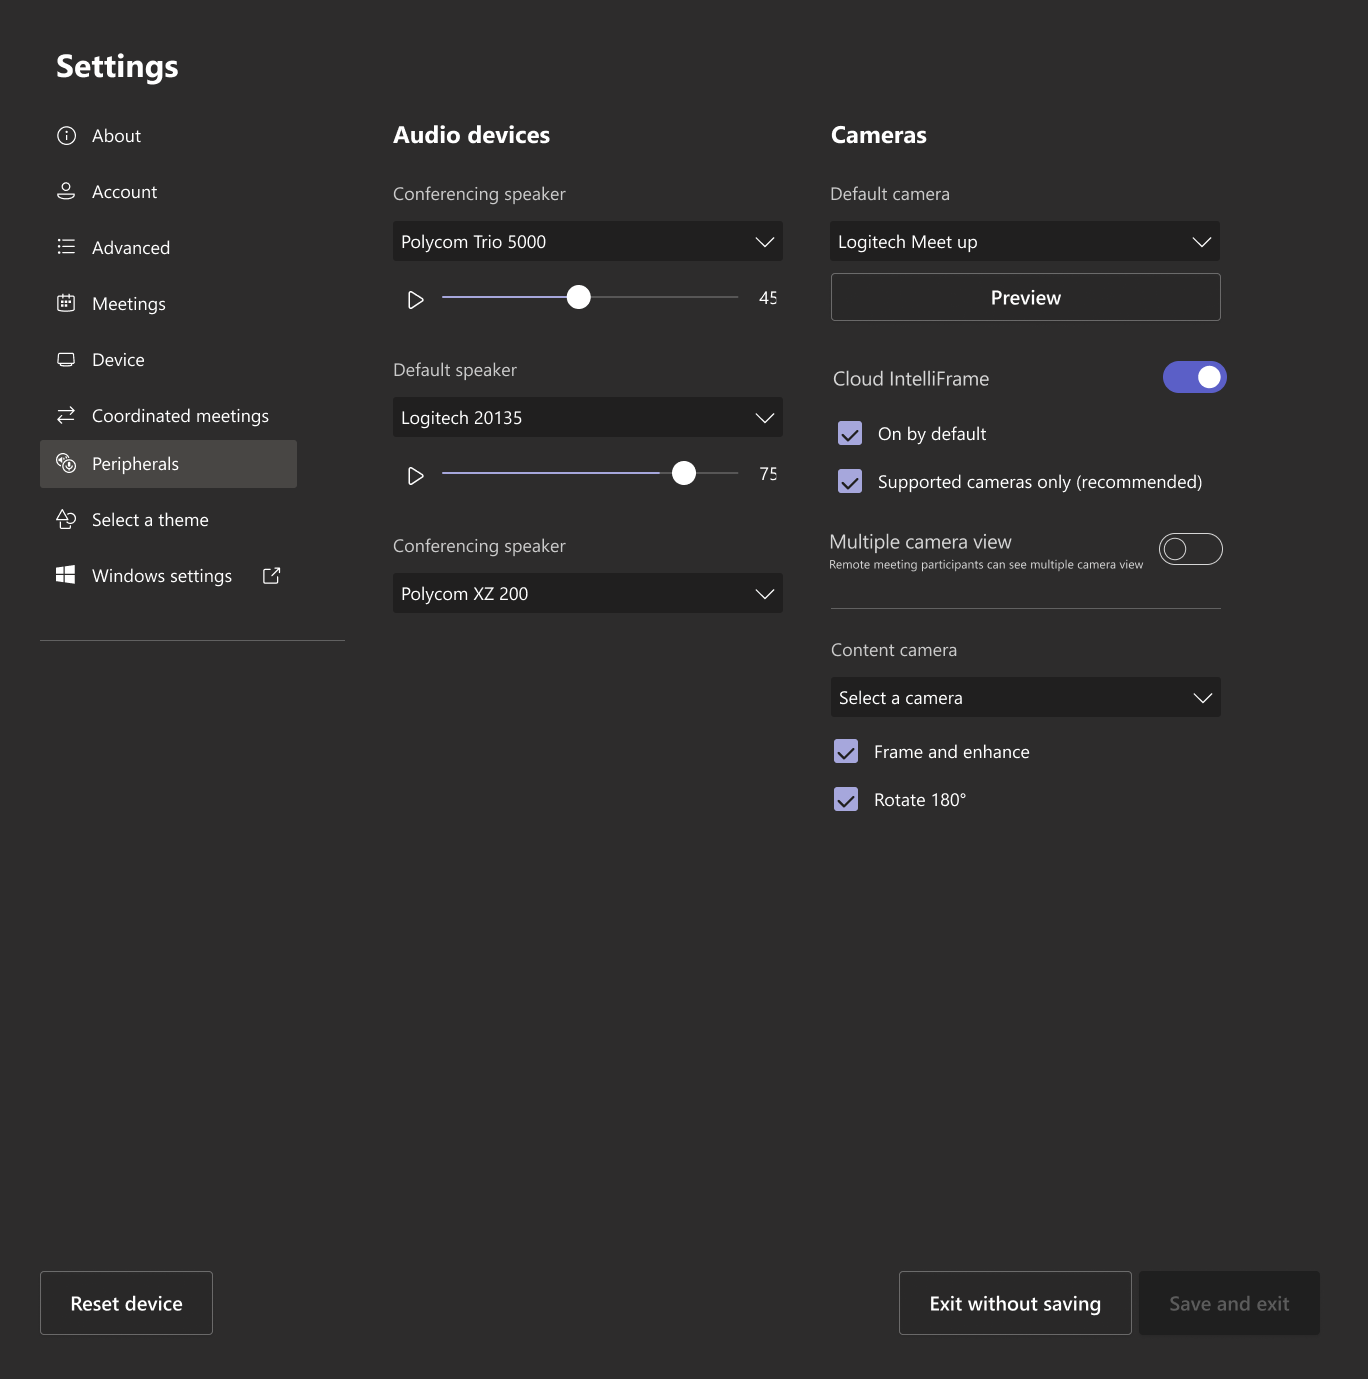 Settings
About
Account
Advanced
Meetings
Device
Coordinated meetings
Peripherals
Select a theme
Windows settings
Audio devices
Conferencing speaker
Polycom Trio 5000
45
Default speaker
Logitech 20135
75
Conferencing speaker
Polycom XZ 200
Cameras
Default camera
Logitech Meet up
Preview
Cloud IntelliFrame
On by default
Supported cameras only (recommended)
Multiple camera view
Remote meeting participants can see multiple camera view
Content camera
Select a camera
Frame and enhance
Rotate 180°
Reset device
Exit without saving
Save and exit